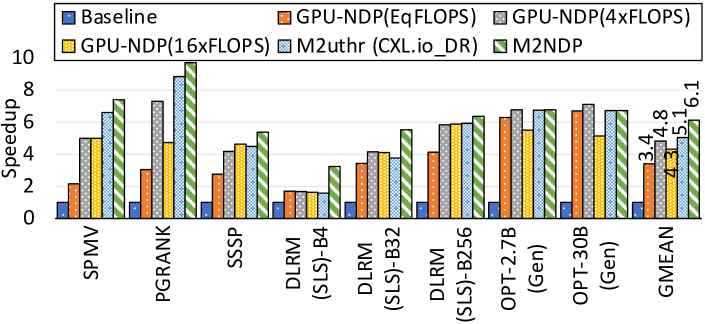 Baseline GPU-NDP(EqFLOPS) GPU-NDP(4xFLOPS)
GPU-NDP(16xFLOPS) M2uthr (CXL.io_DR) M2NDP
Speedup
10
8
6
4
2
0
3.4
4.8
4.3
5.1
6.1
SPMV
PGRANK
SSSP
DLRM
(SLS)-B4
DLRM
(SLS)-B32
DLRM
(SLS)-B256
OPT-2.7B
(Gen)
OPT-30B
(Gen)
GMEAN